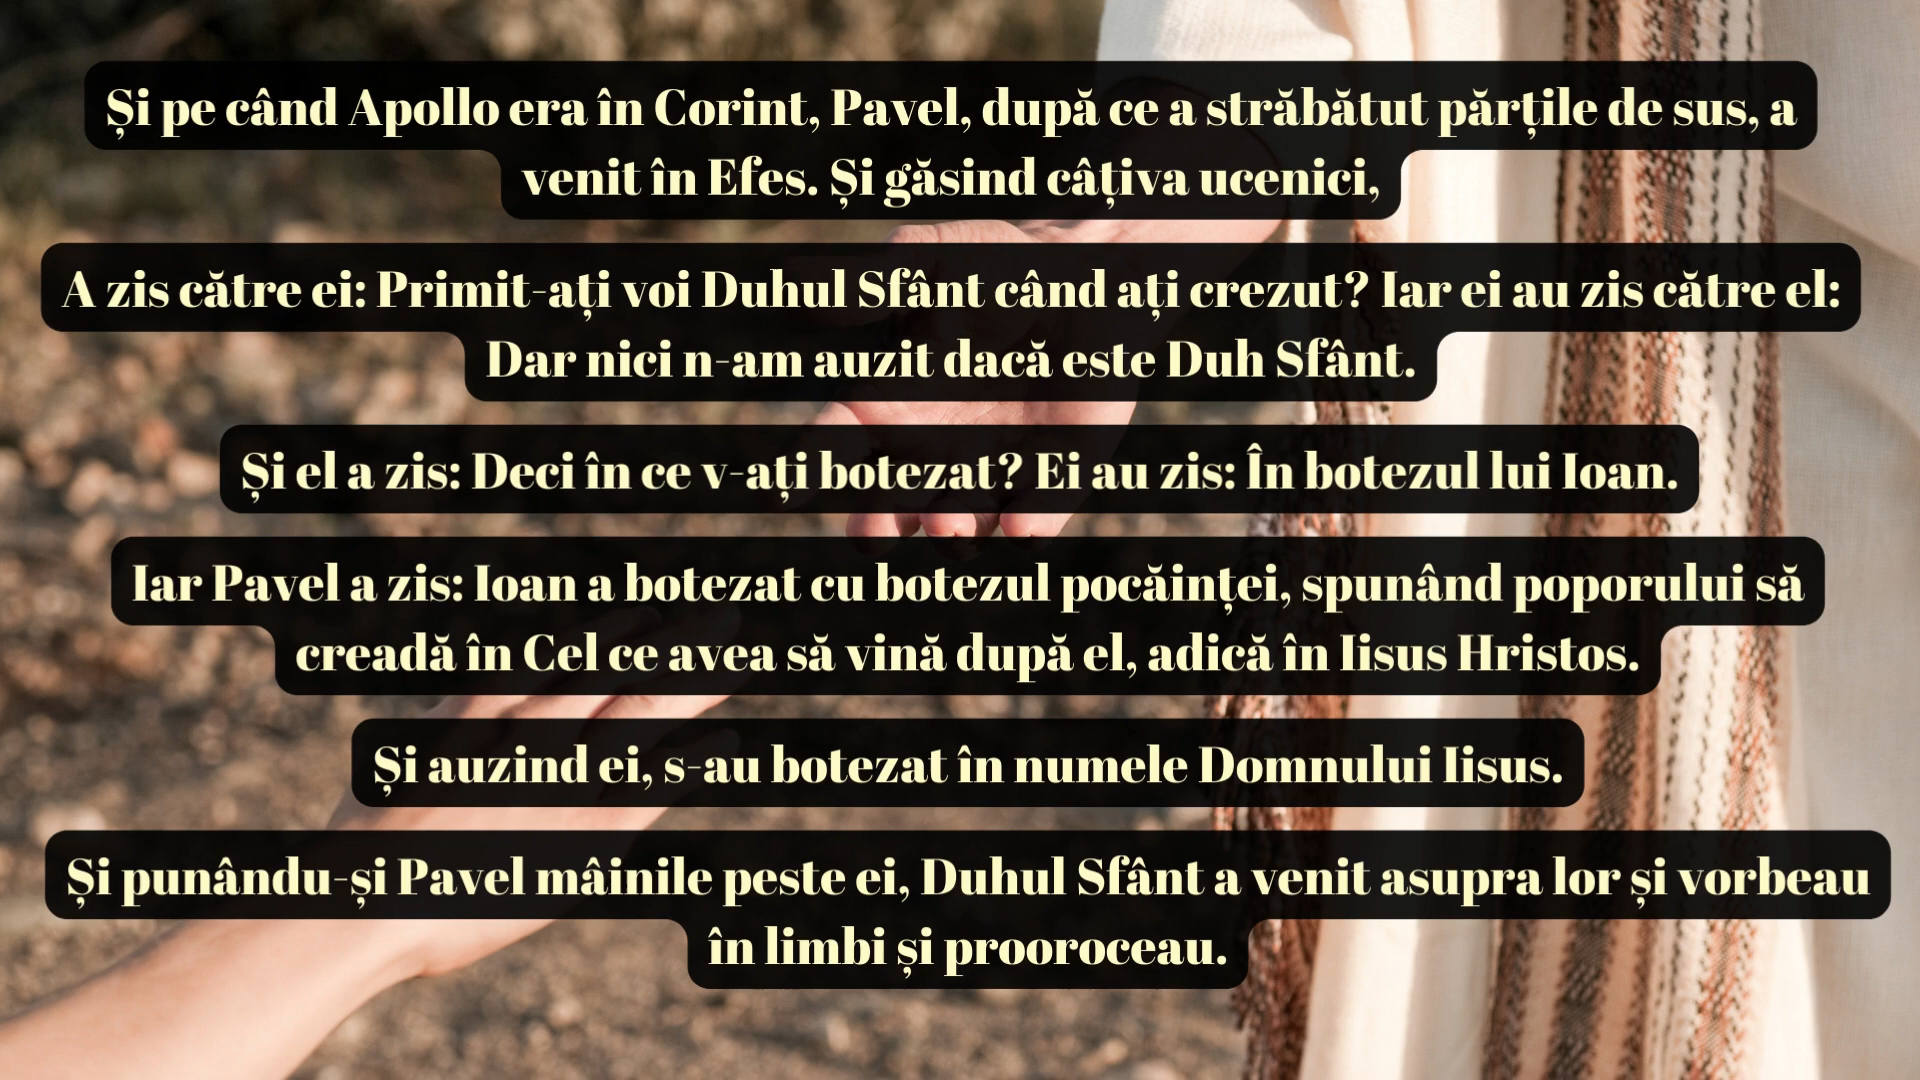 Și pe când Apollo era în Corint, Pavel, după ce a străbătut părțile de sus, a
venit în Efes. Și găsind câțiva ucenici,
A zis către ei: Primit-ați voi Duhul Sfânt când ați crezut? Iar ei au zis către el:
Dar nici n-am auzit dacă este Duh Sfânt.
Și el a zis: Deci în ce v-ați botezat? Ei au zis: În botezul lui Ioan.
Iar Pavel a zis: Ioan a botezat cu botezul pocăinței, spunând poporului să
creadă în Cel ce avea să vină după el, adică în Iisus Hristos.
Și auzind ei, s-au botezat în numele Domnului Iisus.
Și punându-și Pavel mâinile peste ei, Duhul Sfânt a venit asupra lor și vorbeau
în limbi și prooroceau.